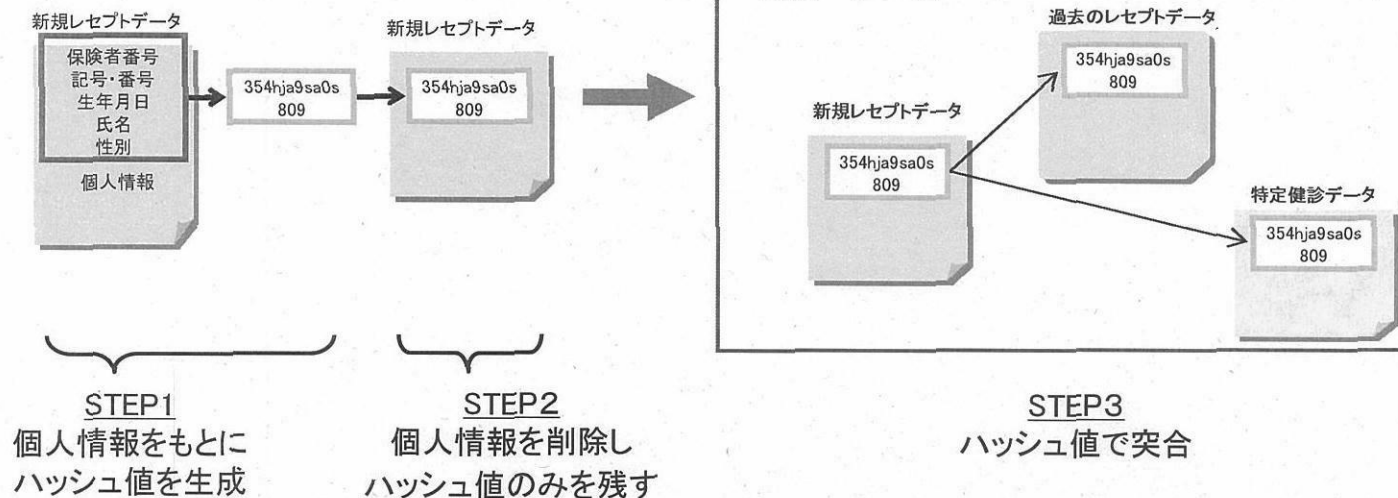 新規レセプトデータ
保険者番号
記号・番号
生年月日
氏名
性別
個人情報
354hja9sa0s
809
新規レセプトデータ
354hja9sa0s
809
新規レセプトデータ
354hja9sa0s
809
過去のレセプトデータ
354hja9sa0s
809
特定健診データ
354hja9sa0s
809
STEP1
個人情報をもとに
ハッシュ値を生成
STEP2
個人情報を削除し
ハッシュ値のみを残す
STEP3
ハッシュ値で突合